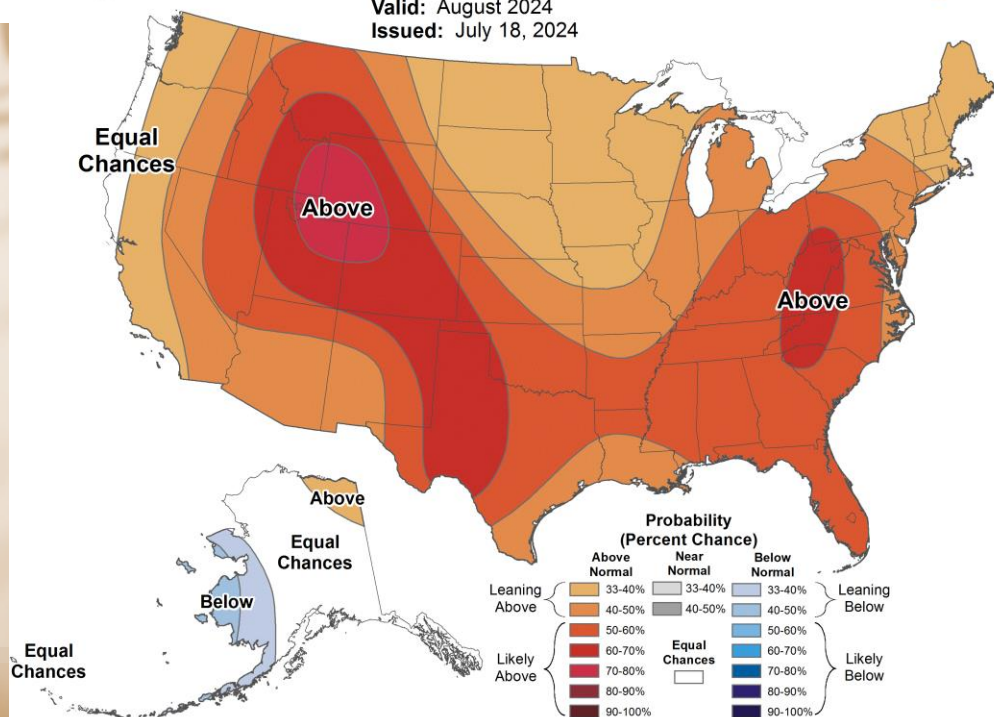 Valid: August 2024
Issued: July 18, 2024
Equal
Chances
Above
Above
Above
Equal
Chances
Below
Equal
Chances
Probability
(Percent Chance)
Above
Normal
Near
Normal
Below
Normal
Leaning
Above
33-40%
33-40%
33-40%
Leaning
Below
40-50%
40-50%
40-50%
Likely
Above
50-60%
50-60%
60-70%
60-70%
70-80%
70-80%
80-90%
80-90%
90-100%
90-100%
Equal
Chances
Likely
Below